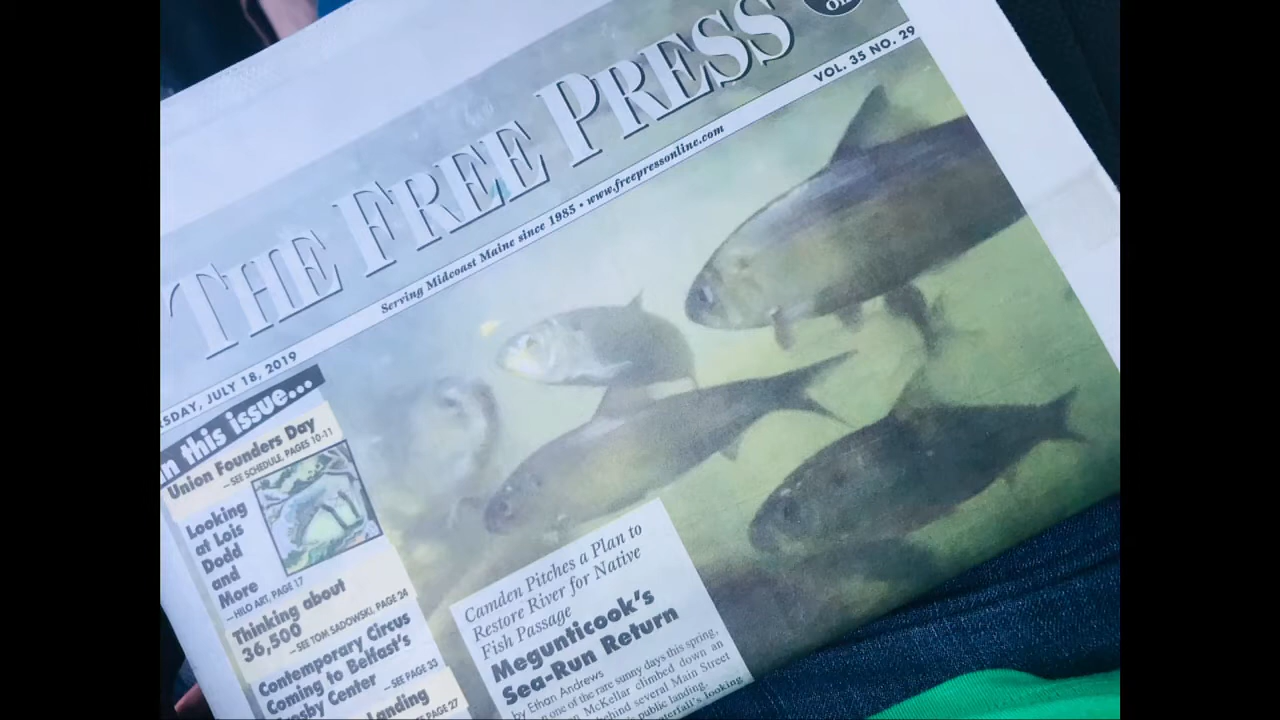 THE FREE PRESS
VOL. 35 NO. 29
Serving Midcoast Maine since 1985 • www.freepressonline.com
SDAY, JULY 18, 2019
n this issue...
Union Founders Day
—SEE SCHEDULE, PAGES 10-11
Looking
at Lois
Dodd
and
More
—HILO ART, PAGE 17
Thinking about
36,500
—SEE TOM SADOWSKI, PAGE 24
Contemporary Circus
Coming to Belfast's
osby Center
—SEE PAGE 33
Landing
PAGE 27
Camden Pitches a Plan to
Restore River for Native
Fish Passage
Megunticook's
Sea-Run Return
by Ethan Andrews
one of the rare sunny days this spring,
McKellar climbed down an
behind several Main Street
public landing.
looking